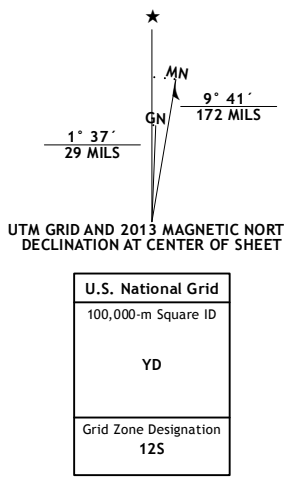 MN
GN
9° 41´
172 MILS
1° 37´
29 MILS
UTM GRID AND 2013 MAGNETIC NORT
DECLINATION AT CENTER OF SHEET
U.S. National Grid
100,000-m Square ID
YD
Grid Zone Designation
12S